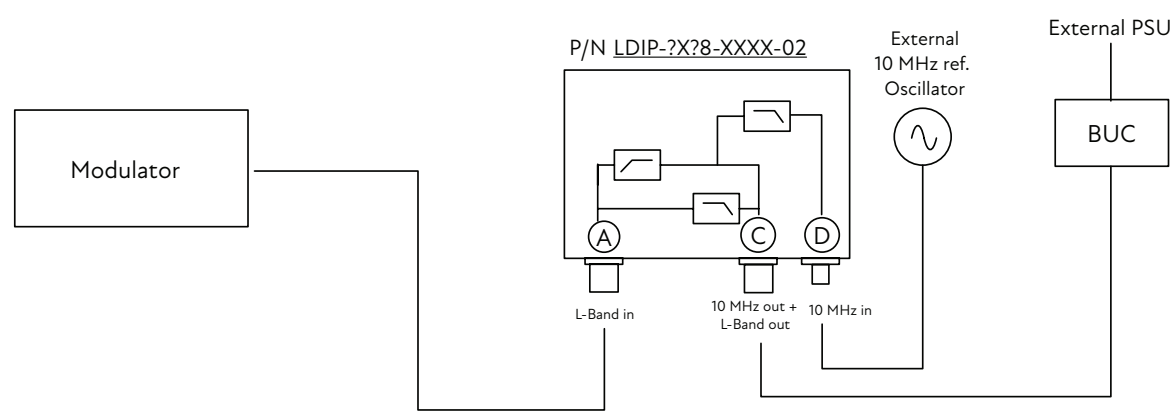 External PSU
External
10 MHz ref.
Oscillator
P/N LDIP-?X?8-XXXX-02
BUC
Modulator
A
C
D
L-Band in
10 MHz out +
L-Band out
10 MHz in